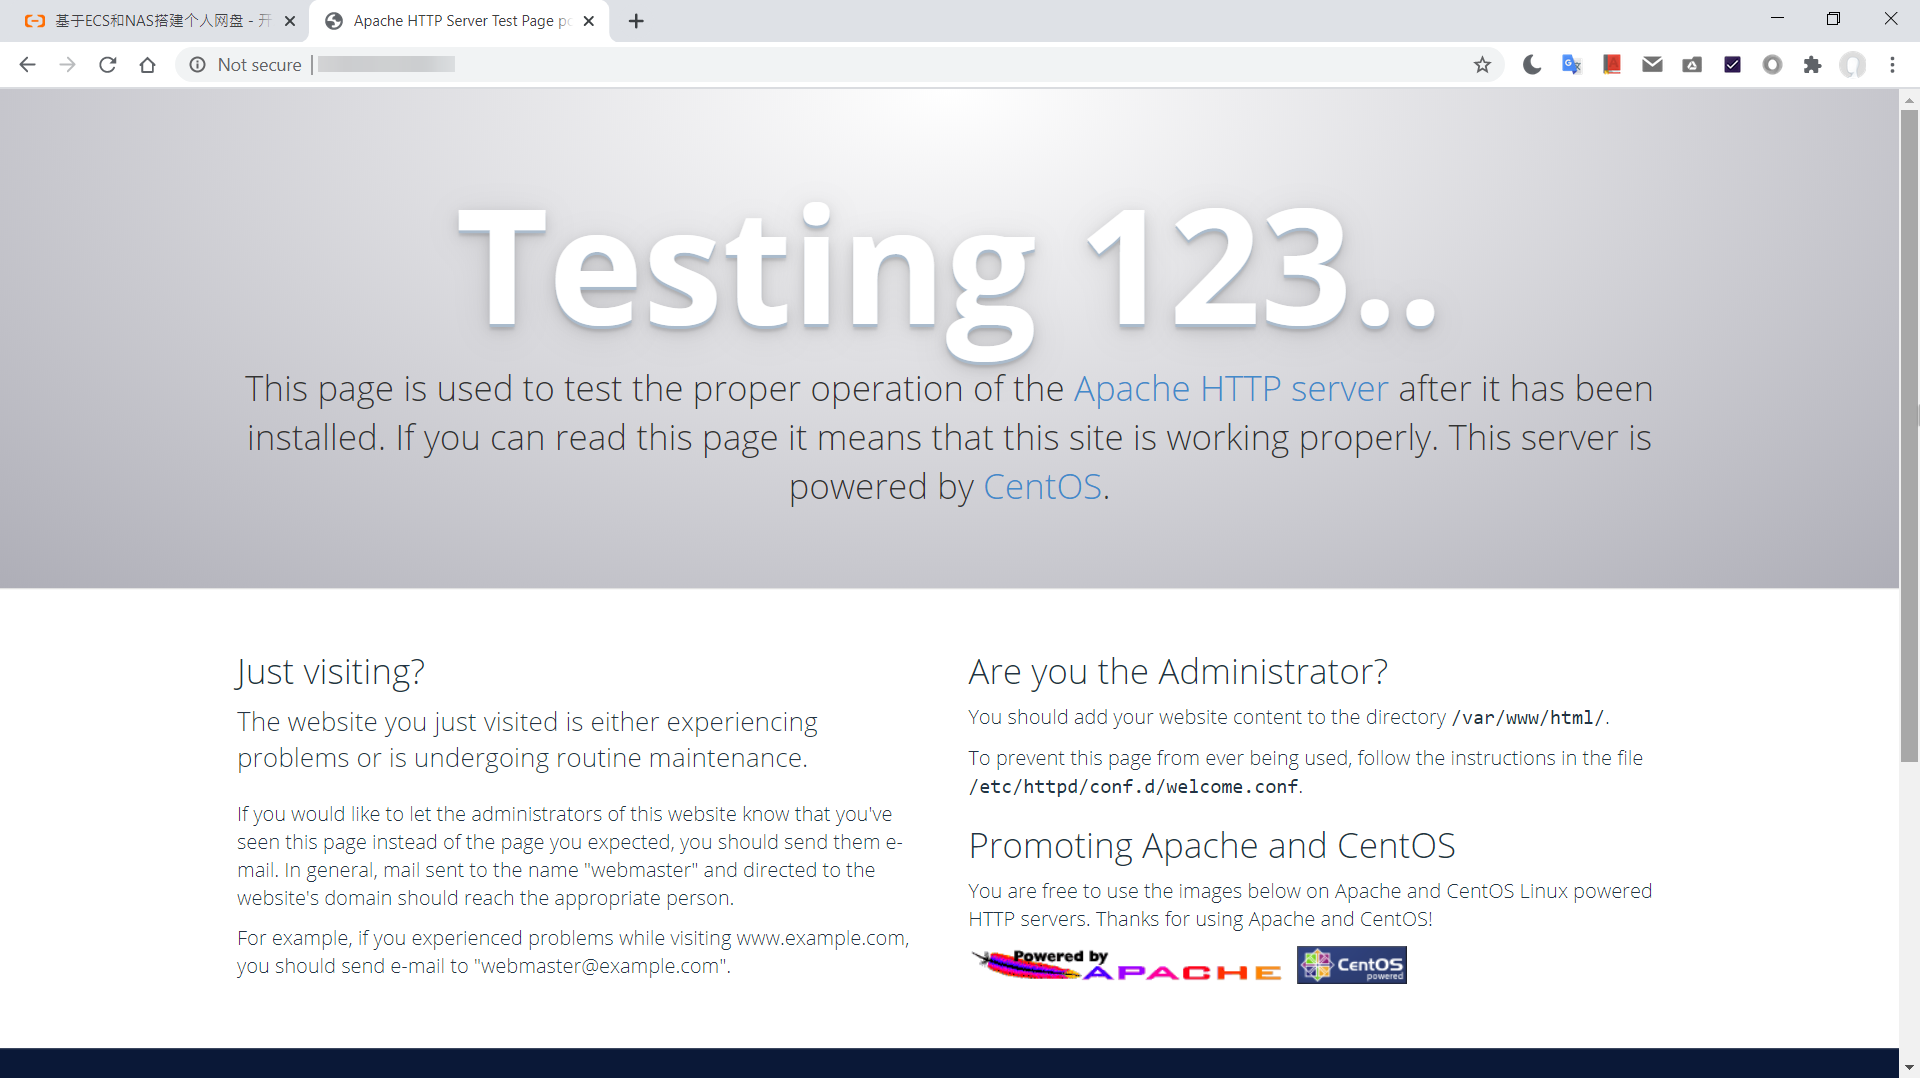 基于ECS和NAS搭建个人网盘 - 开
Apache HTTP Server Test Page po
Not secure
Testing 123..
This page is used to test the proper operation of the Apache HTTP server after it has been
installed. If you can read this page it means that this site is working properly. This server is
powered by CentOS.
Just visiting?
The website you just visited is either experiencing
problems or is undergoing routine maintenance.
If you would like to let the administrators of this website know that you've
seen this page instead of the page you expected, you should send them e-
mail. In general, mail sent to the name "webmaster" and directed to the
website's domain should reach the appropriate person.
For example, if you experienced problems while visiting www.example.com,
you should send e-mail to "webmaster@example.com".
Are you the Administrator?
You should add your website content to the directory /var/www/html/.
To prevent this page from ever being used, follow the instructions in the file
/etc/httpd/conf.d/welcome.conf.
Promoting Apache and CentOS
You are free to use the images below on Apache and CentOS Linux powered
HTTP servers. Thanks for using Apache and CentOS!
Powered by
APACHE
CentOS
powered